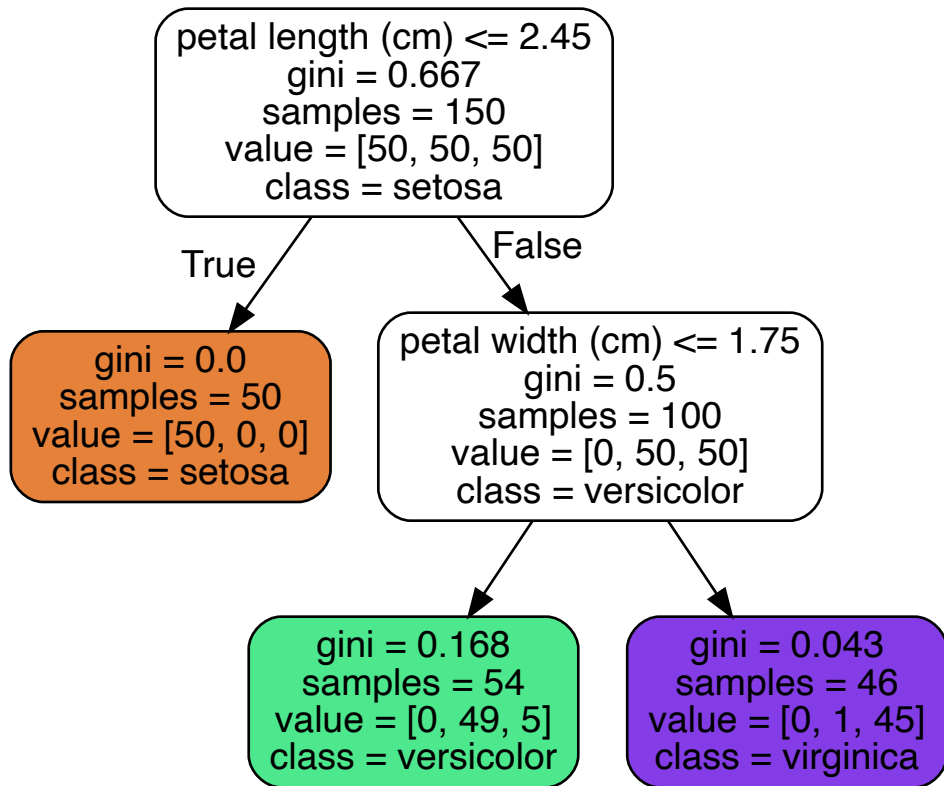 petal length (cm) <= 2.45
gini = 0.667
samples = 150
value = [50, 50, 50]
class = setosa
True
False
gini = 0.0
samples = 50
value = [50, 0, 0]
class = setosa
petal width (cm) <= 1.75
gini = 0.5
samples = 100
value = [0, 50, 50]
class = versicolor
gini = 0.168
samples = 54
value = [0, 49, 5]
class = versicolor
gini = 0.043
samples = 46
value = [0, 1, 45]
class = virginica